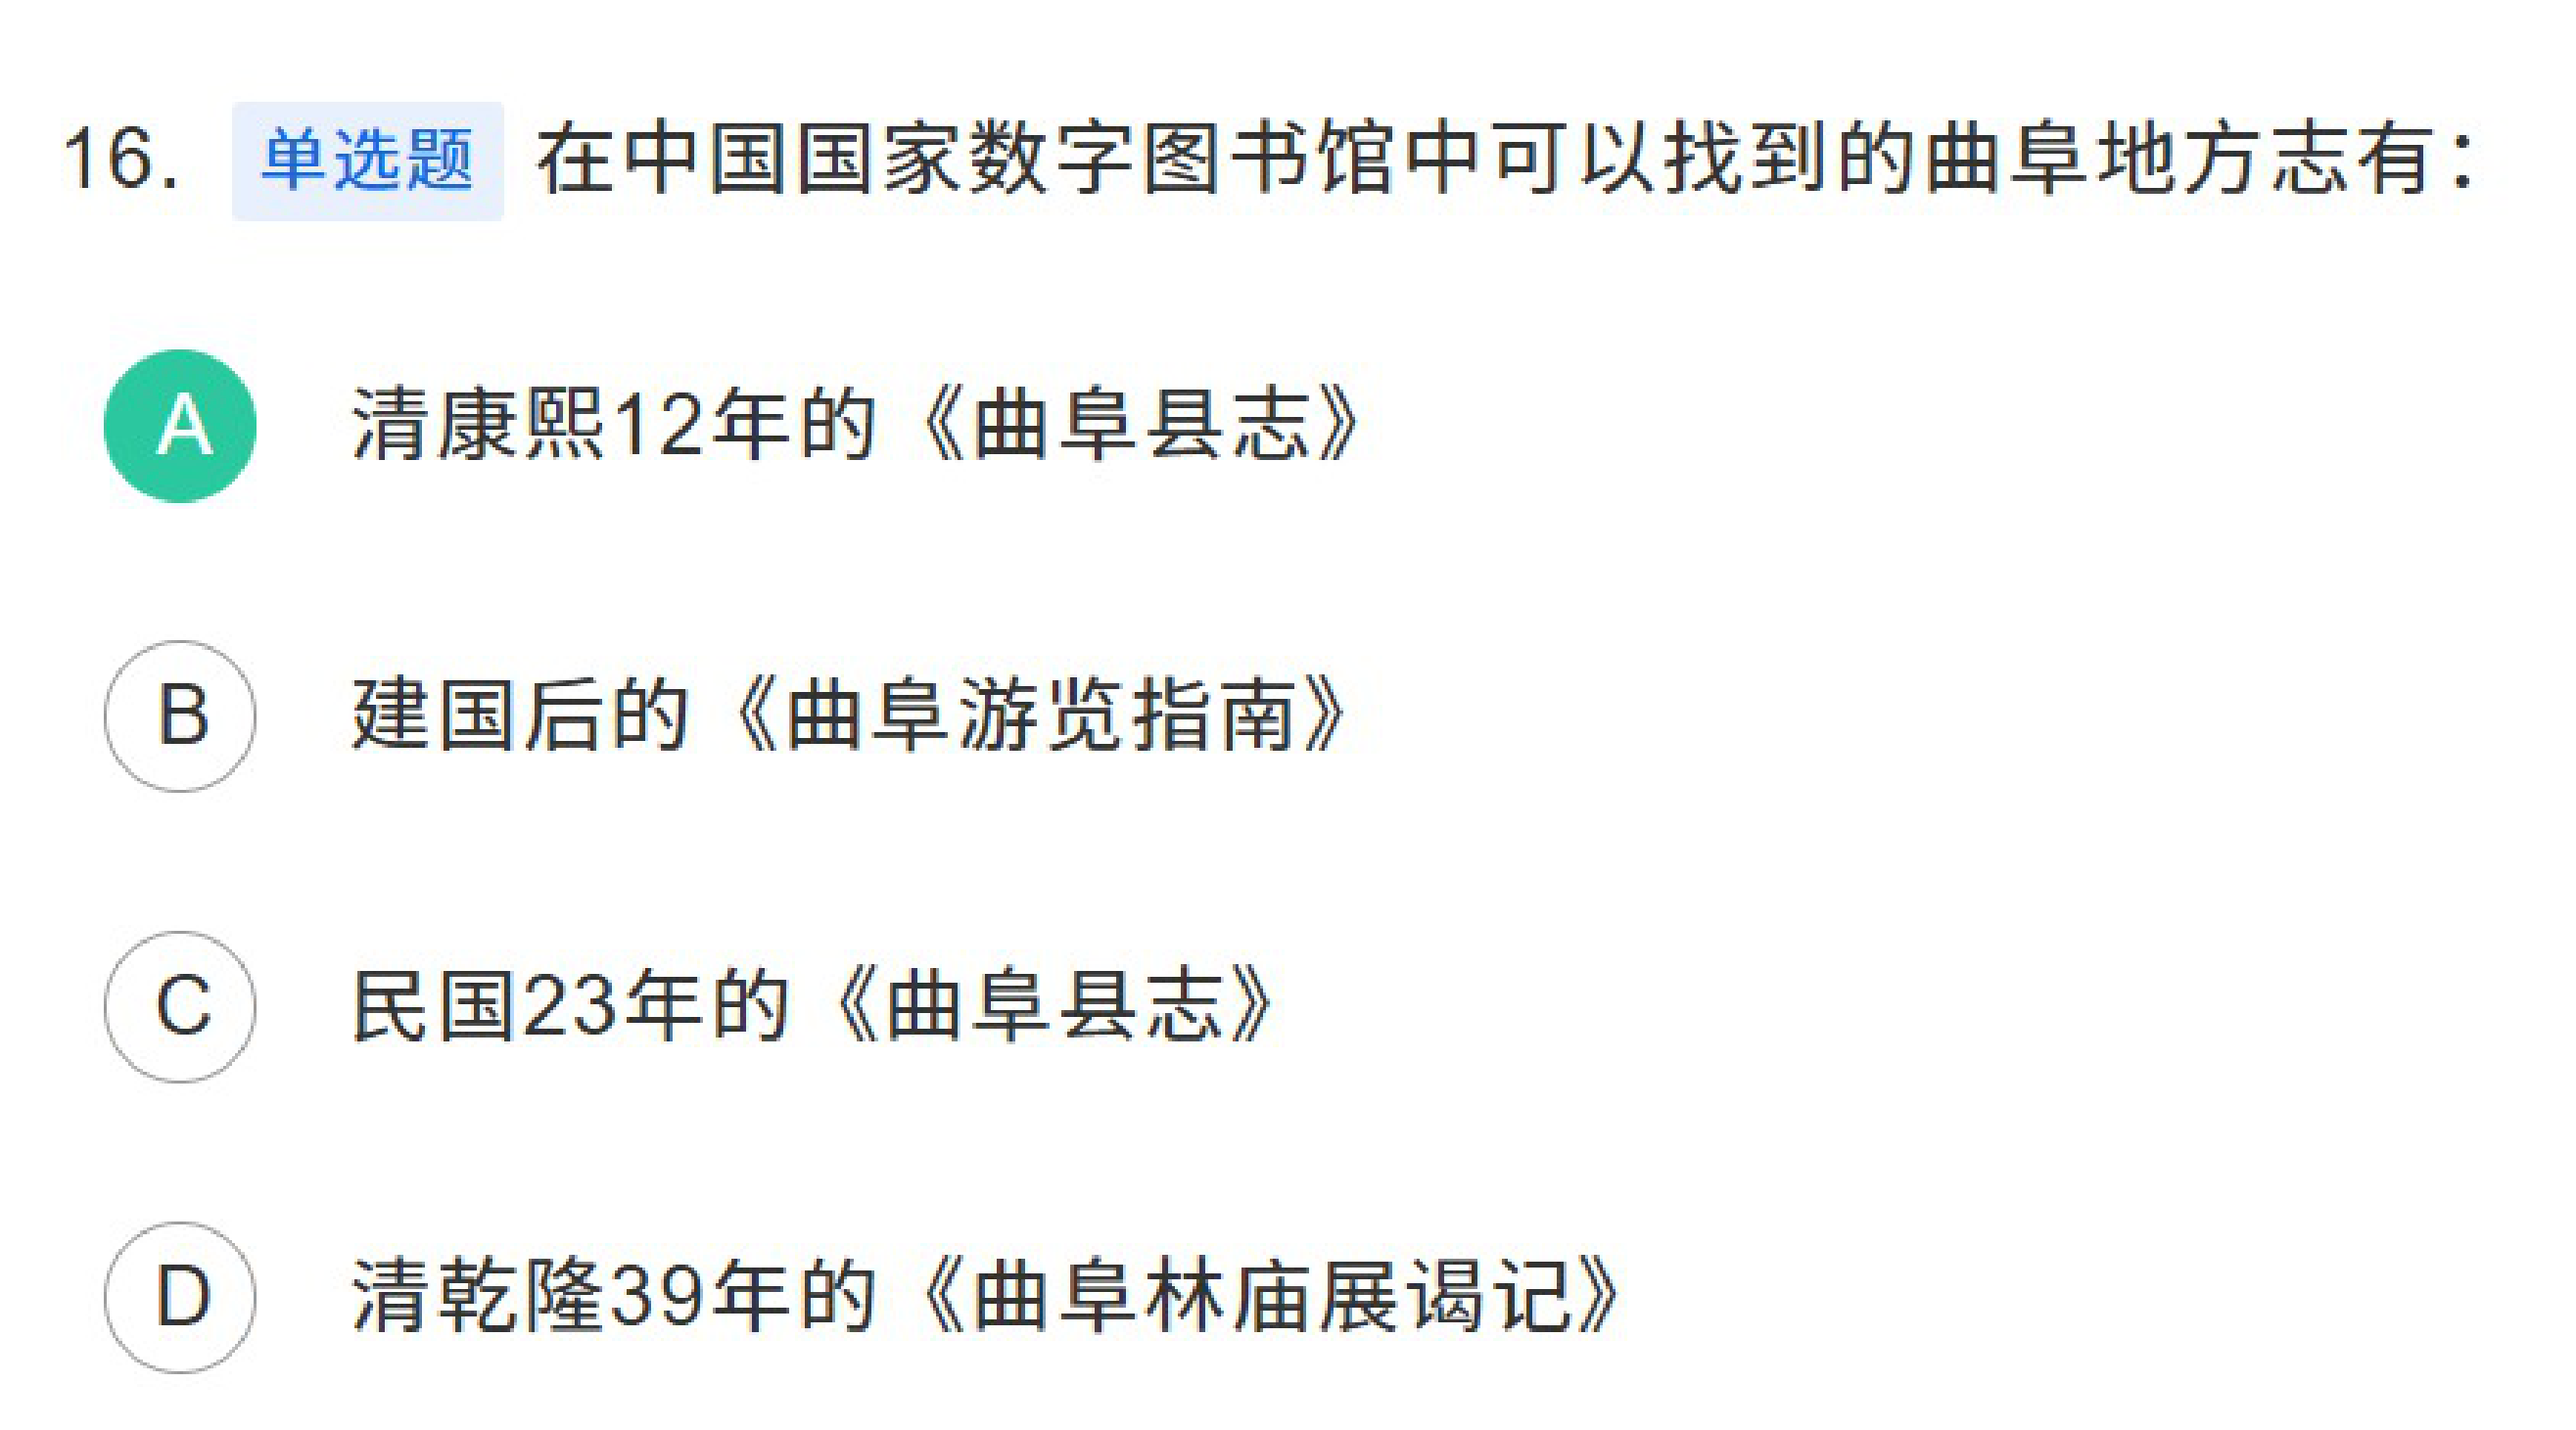 16. 单选题 在中国国家数字图书馆中可以找到的曲阜地方志有：
A 清康熙12年的《曲阜县志》
B 建国后的《曲阜游览指南》
C 民国23年的《曲阜县志》
D 清乾隆39年的《曲阜林庙展谒记》